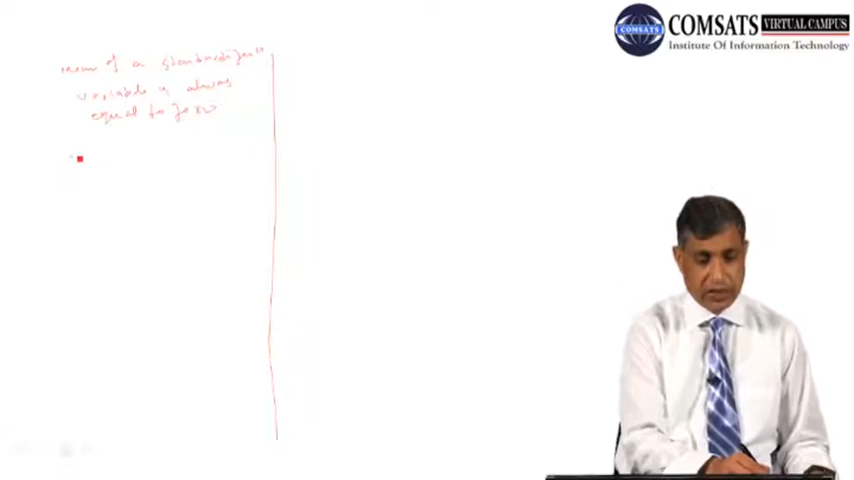 COMSATS VIRTUAL CAMPUS
COMSATS
Institute Of Information Technology
mean of a standardized
variable is always
equal to zero